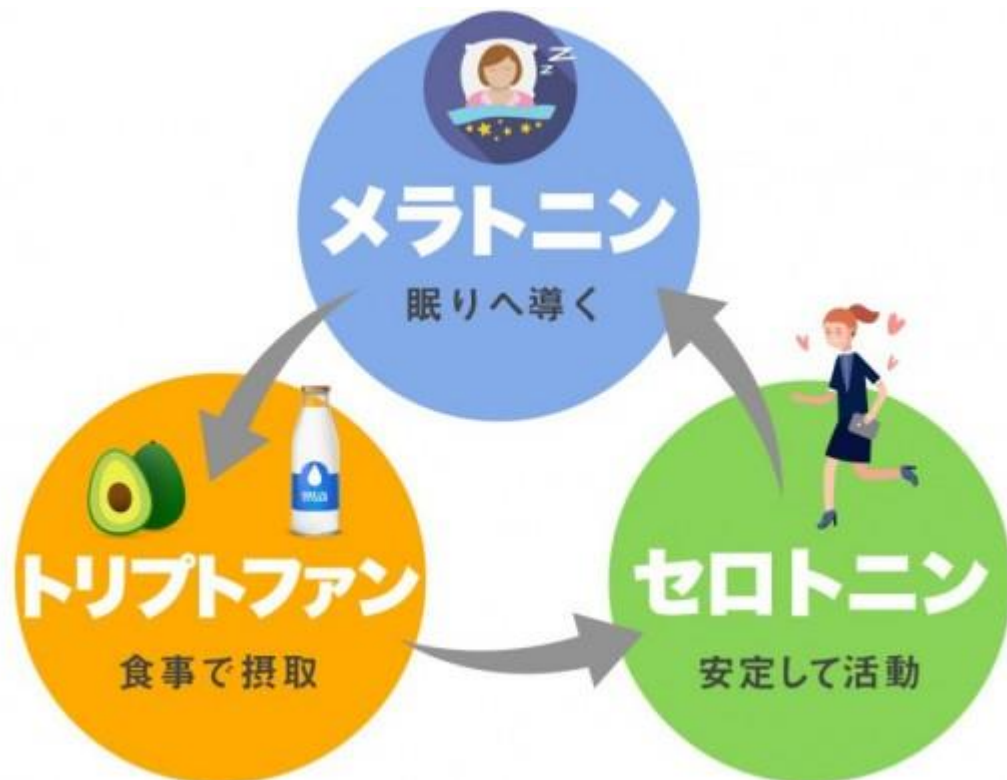 メラトニン
眠りへ導く
トリプトファン
食事で摂取
セロトニン
安定して活動